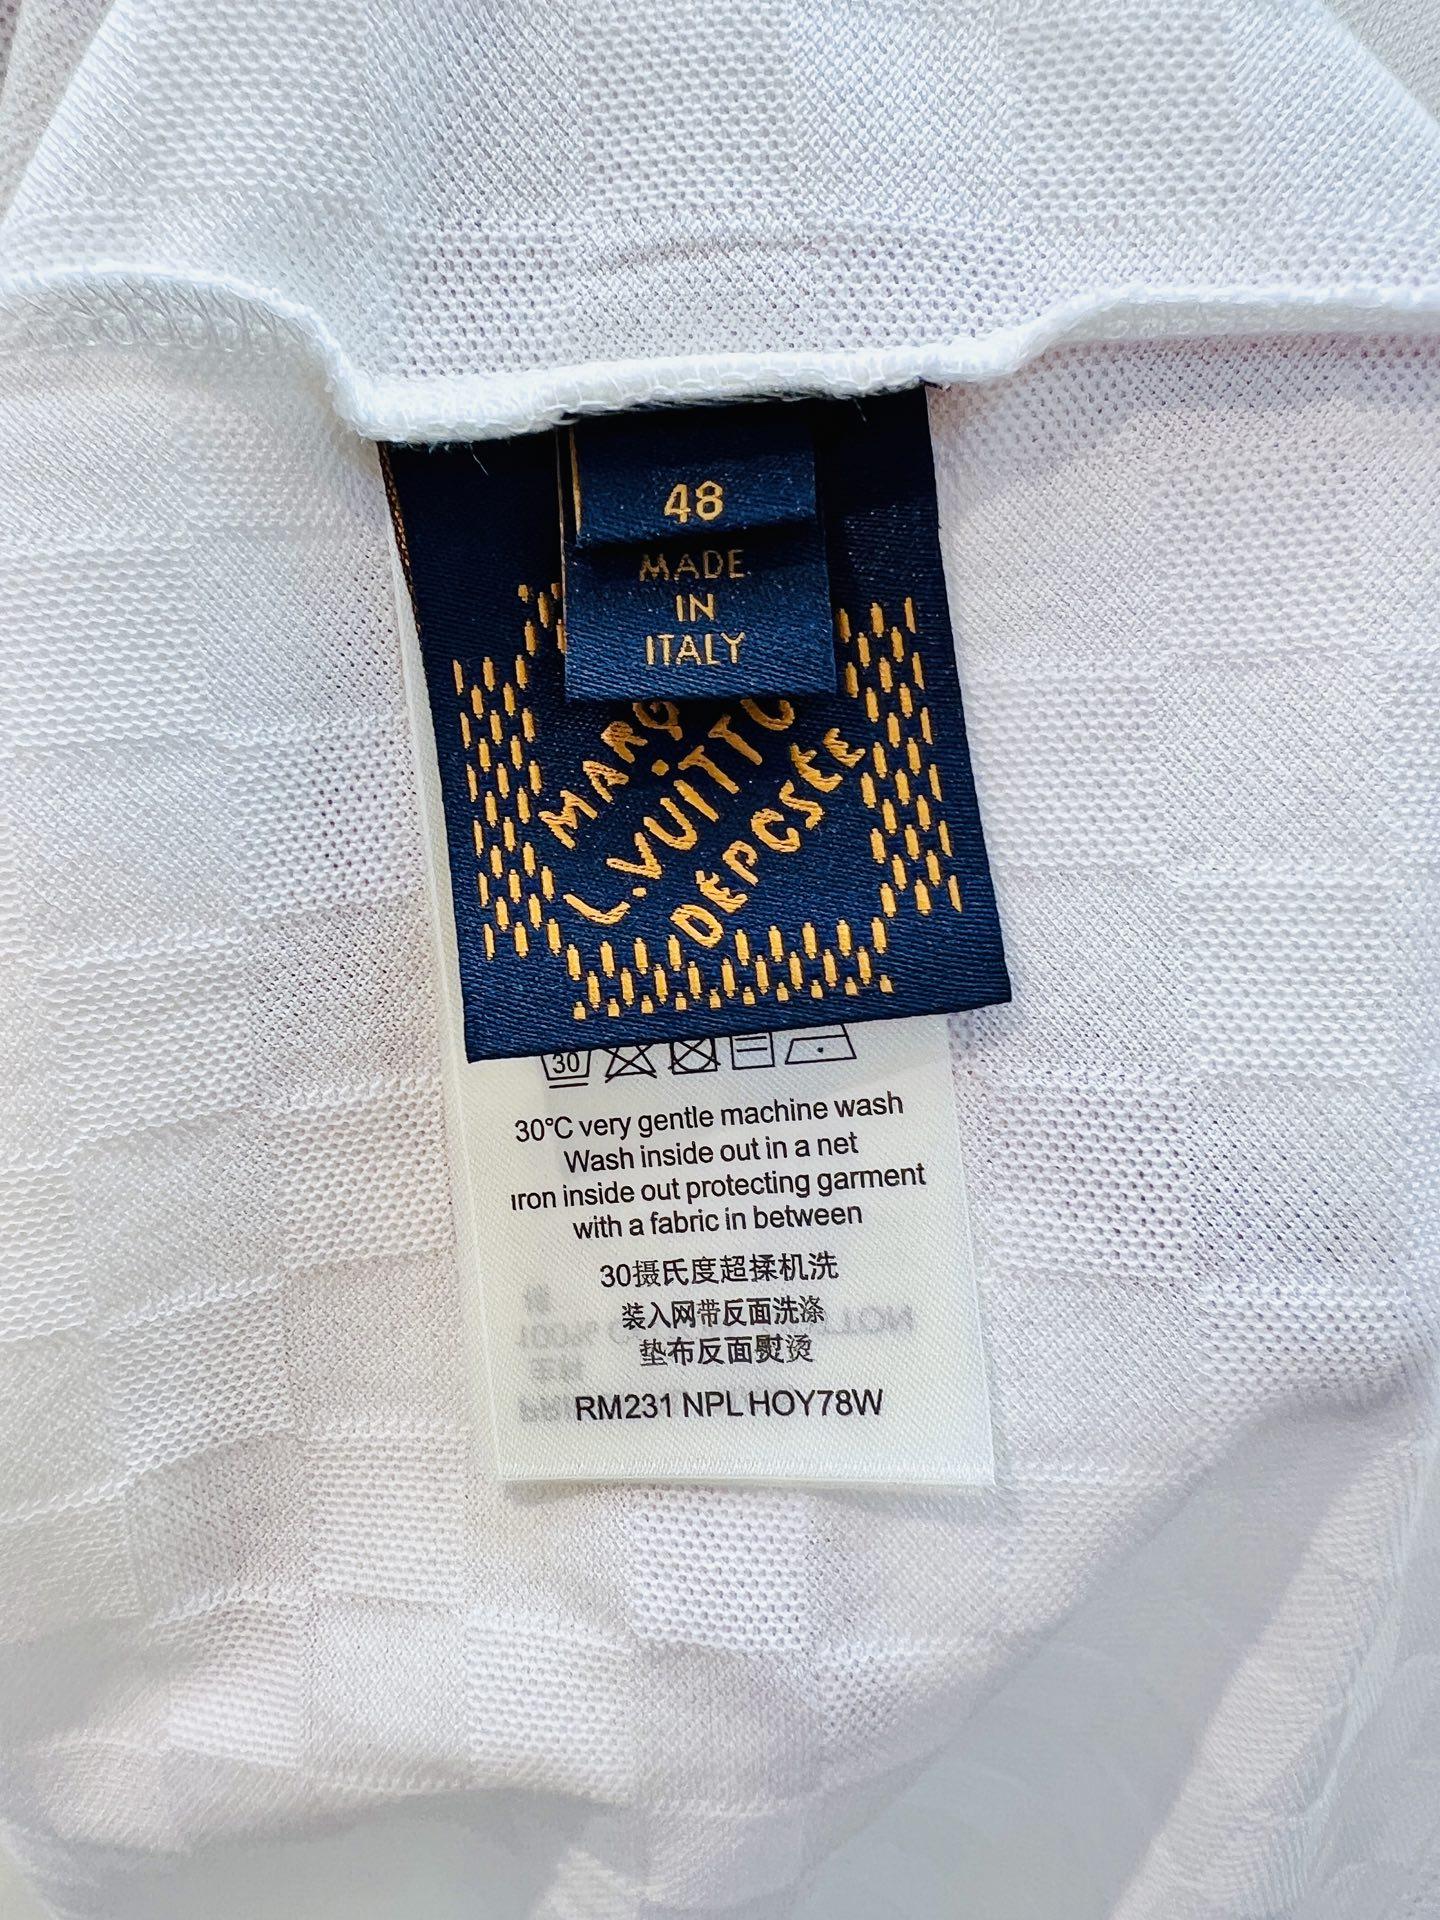 48
MADE
IN
ITALY
L.VUITTO
DEPOSEE
30
30℃ very gentle machine wash
Wash inside out in a net
iron inside out protecting garment
with a fabric in between
30摄氏度超揉机洗
装入网带反面洗涤
垫布反面熨烫
RM231 NPL HOY78W